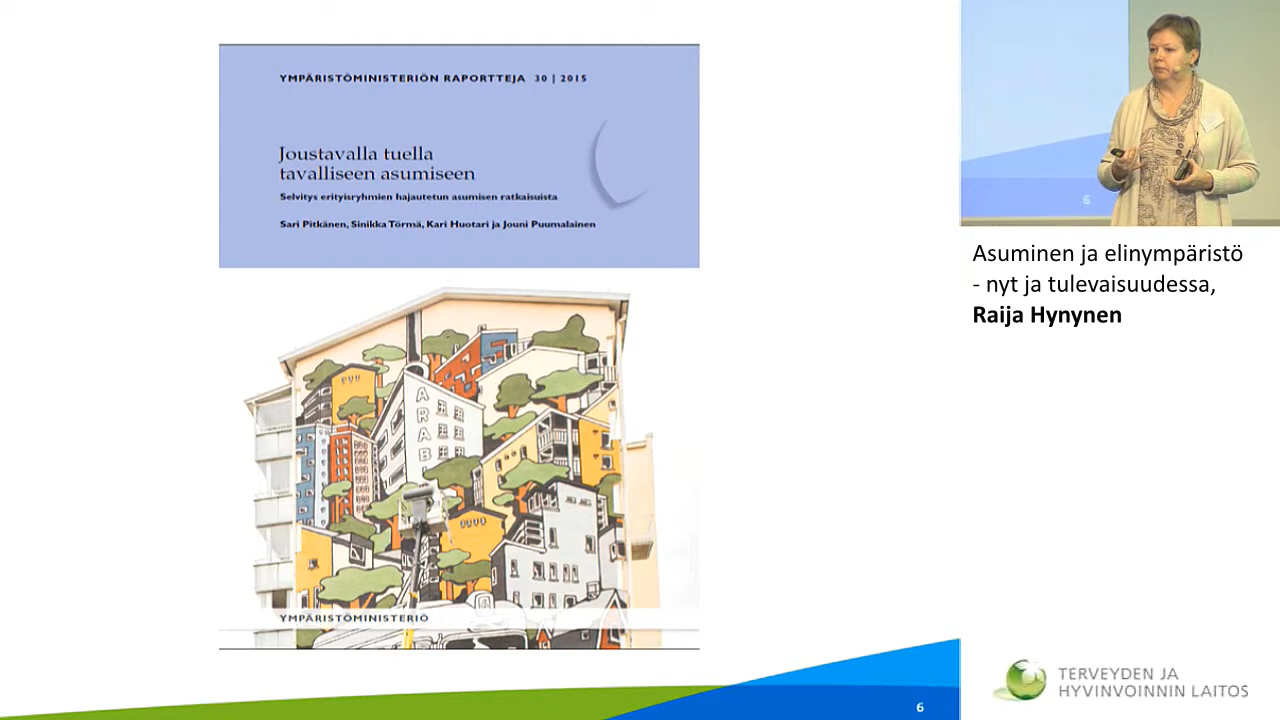 YMPÄRISTÖMINISTERIÖN RAPORTTEJA 30 | 2015
Joustavalla tuella
tavalliseen asumiseen
Selvitys erityisryhmien hajautetun asumisen ratkaisuista
Sari Pitkänen, Sinikka Törmä, Kari Huotari ja Jouni Puumalainen
ARAB
YMPÄRISTÖMINISTERIÖ
6
6
Asuminen ja elinympäristö
- nyt ja tulevaisuudessa,
Raija Hynynen
TERVEYDEN JA
HYVINVOINNIN LAITOS